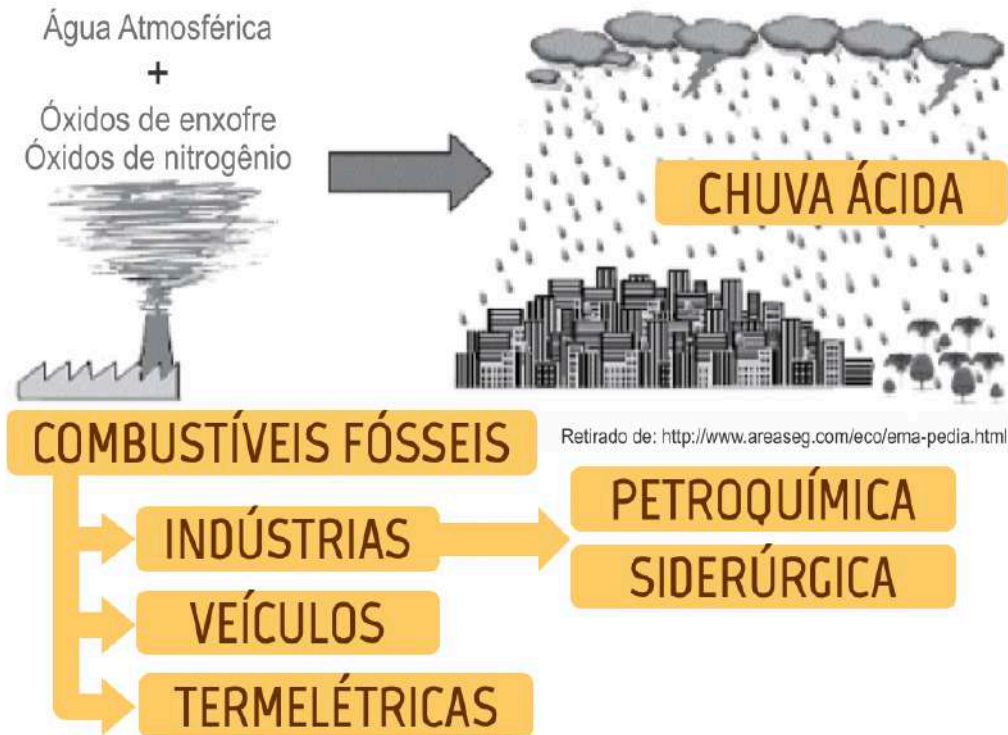 Água Atmosférica
+
Óxidos de enxofre
Óxidos de nitrogênio
CHUVA ÁCIDA
COMBUSTÍVEIS FÓSSEIS
Retirado de: http://www.areaseg.com/eco/ema-pedia.html
INDÚSTRIAS
PETROQUÍMICA
SIDERÚRGICA
VEÍCULOS
TERMELÉTRICAS